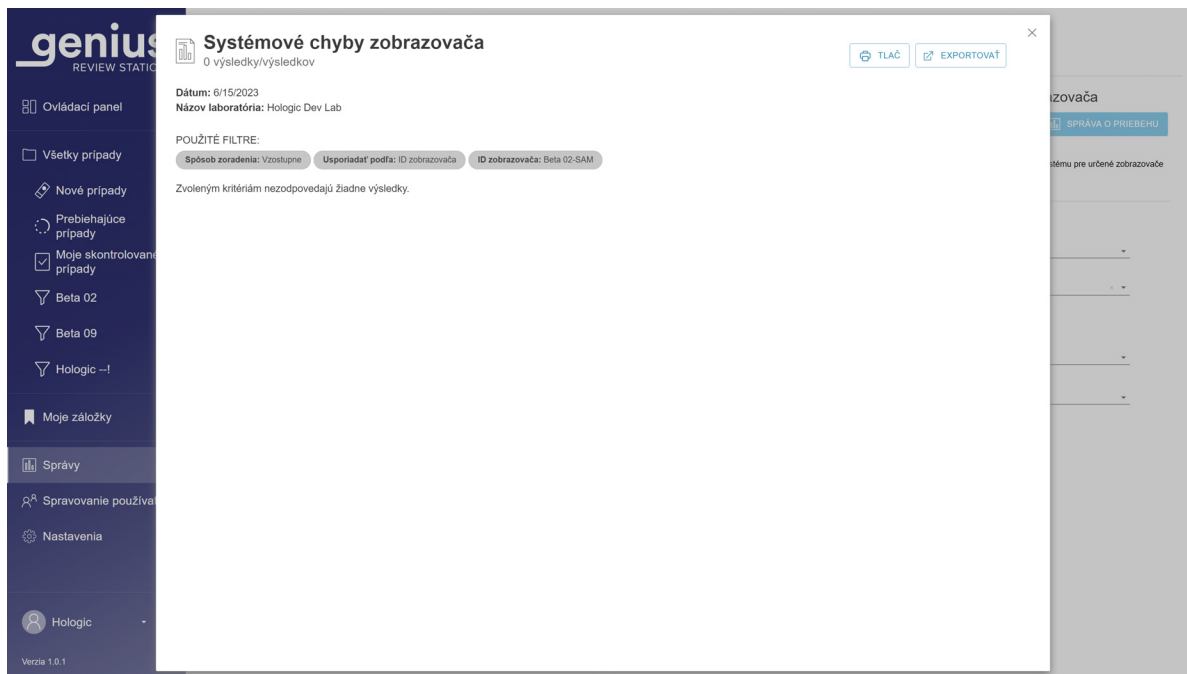 genius
REVIEW STATIO
Ovládací panel
Všetky prípady
Nové prípady
Prebiehajúce
prípady
Moje skontrolované
prípady
Beta 02
Beta 09
Hologic --!
Moje záložky
Správy
Spravovanie používat
Nastavenia
Hologic
Verzia 1.0.1
Systémové chyby zobrazovača
0 výsledky/výsledkov
TLAČ
EXPORTOVAŤ
Dátum: 6/15/2023
Názov laboratória: Hologic Dev Lab
POUŽITÉ FILTRE:
Spôsob zoradenia: Vzostupne
Usporiadať podľa: ID zobrazovača
ID zobrazovača: Beta 02-SAM
Zvoleným kritériám nezodpovedajú žiadne výsledky.
azovača
SPRÁVA O PRIEBEHU
stému pre určené zobrazovače